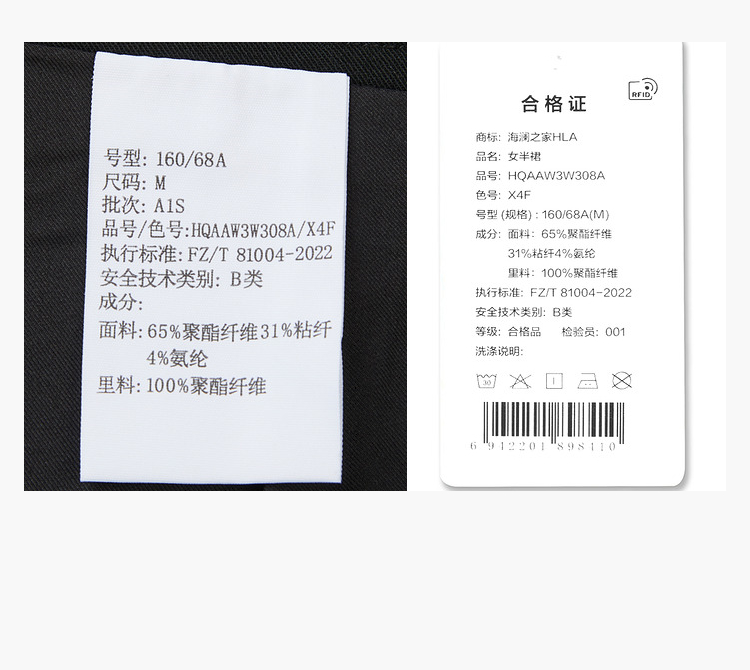 号型: 160/68A
尺码: M
批次: A1S
品号/色号:HQAAW3W308A/X4F
执行标准: FZ/T 81004-2022
安全技术类别: B类
成分:
面料: 65%聚酯纤维31%粘纤
4%氨纶
里料: 100%聚酯纤维
RFID
合格证
商标: 海澜之家HLA
品名: 女半裙
品号: HQAAW3W308A
色号: X4F
号型 (规格) : 160/68A(M)
成分: 面料: 65%聚酯纤维
31%粘纤4%氨纶
里料: 100%聚酯纤维
执行标准: FZ/T 81004-2022
安全技术类别: B类
等级: 合格品 检验员: 001
洗涤说明:
30
6 942201 898410